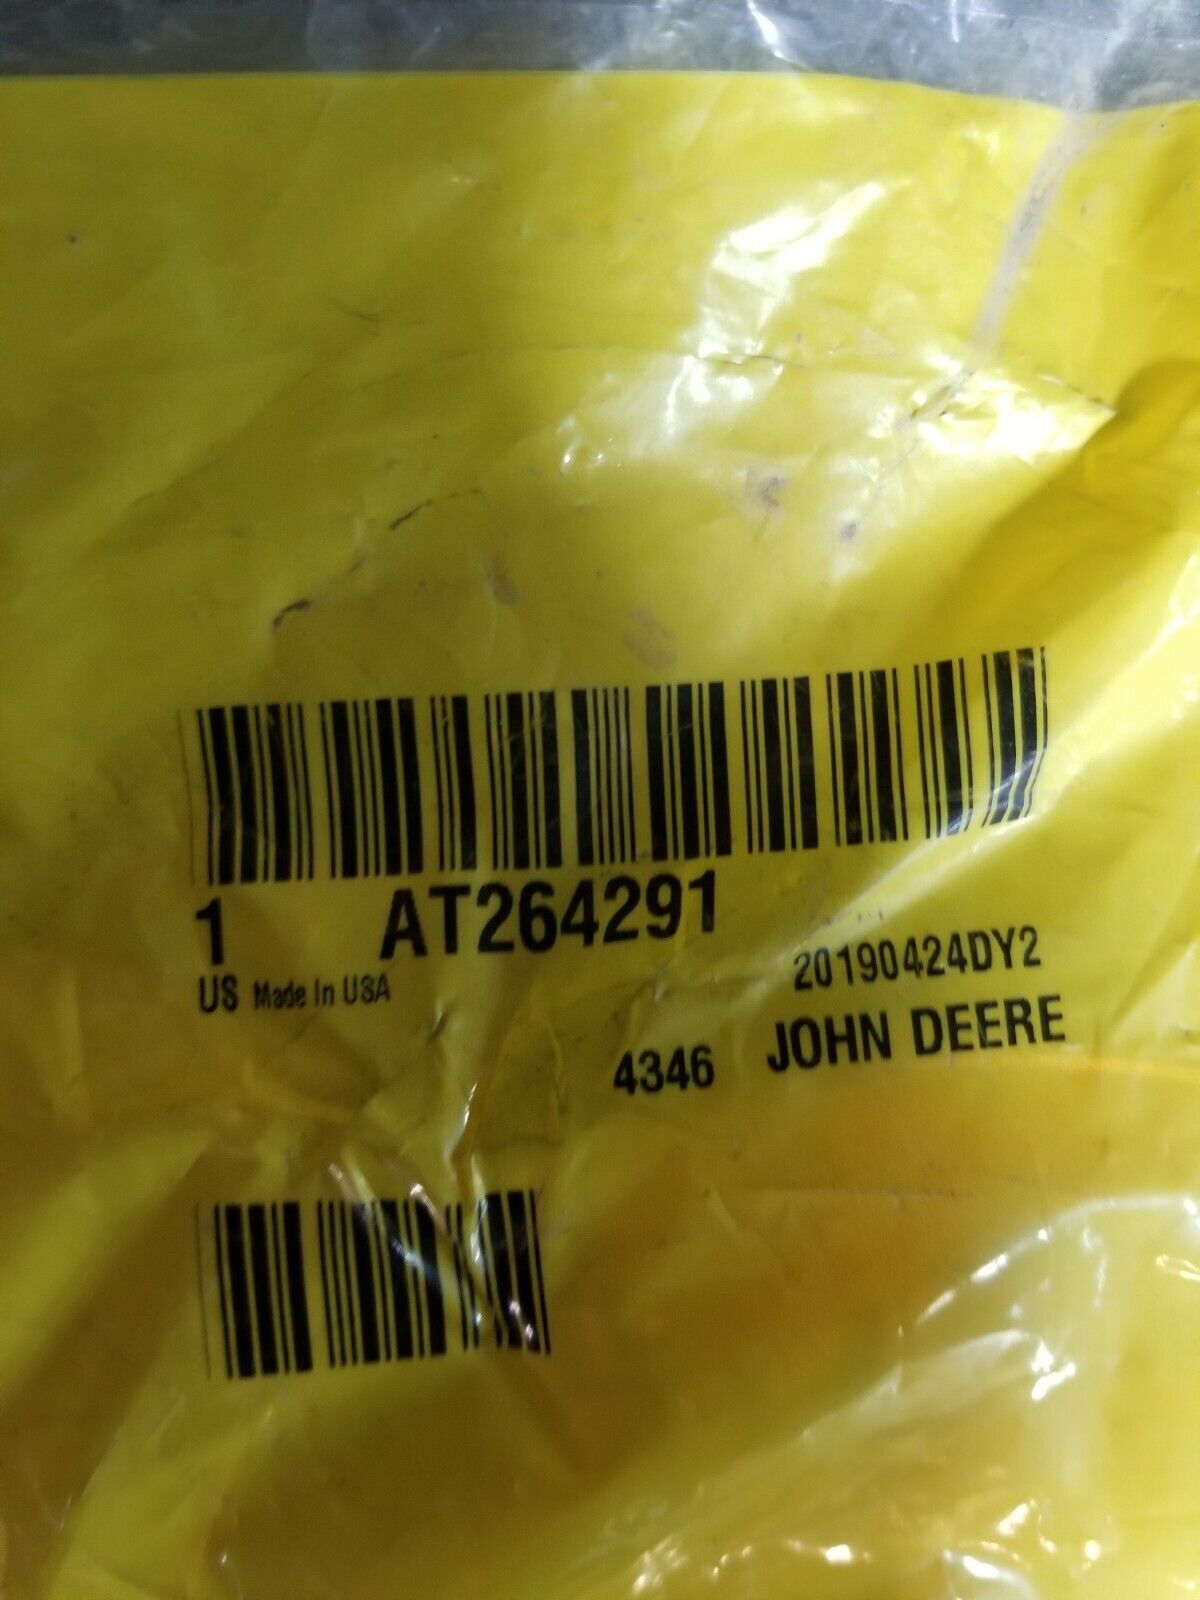 1 AT264291
US Made In USA 20190424DY2
4346 JOHN DEERE